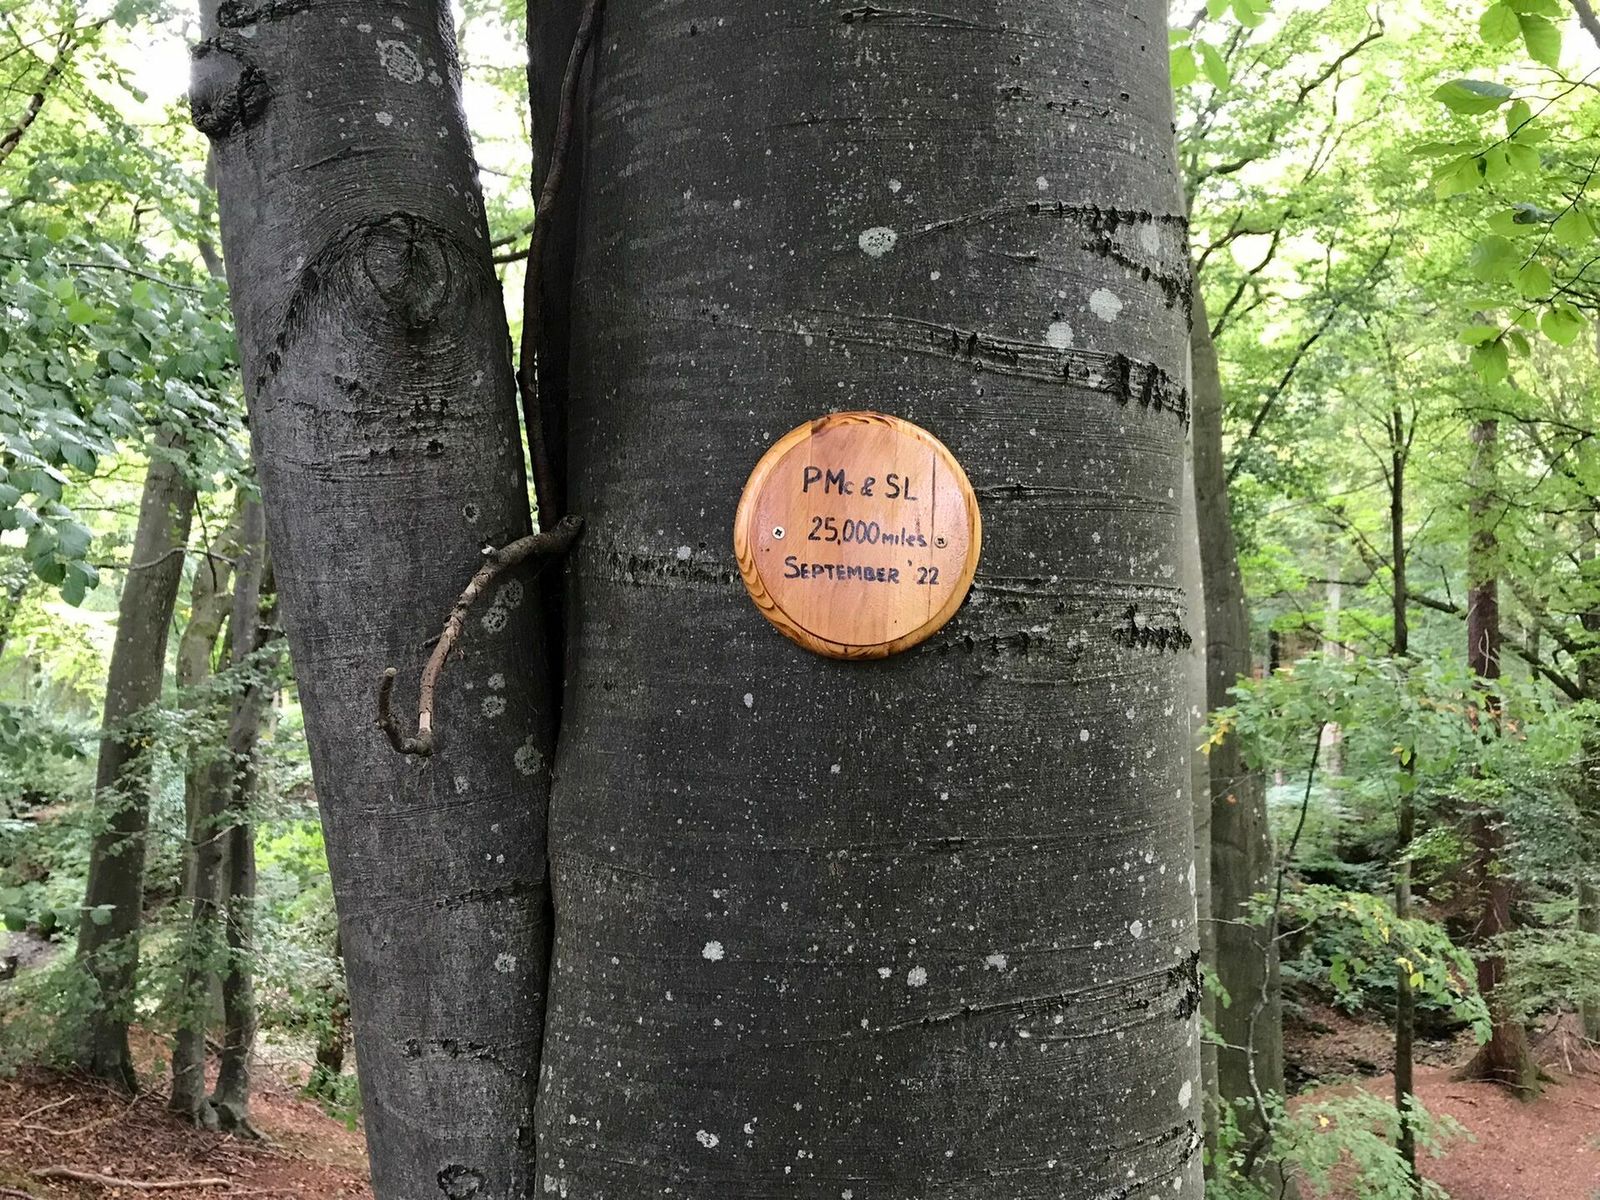 PMc & SL
25,000 miles
SEPTEMBER '22